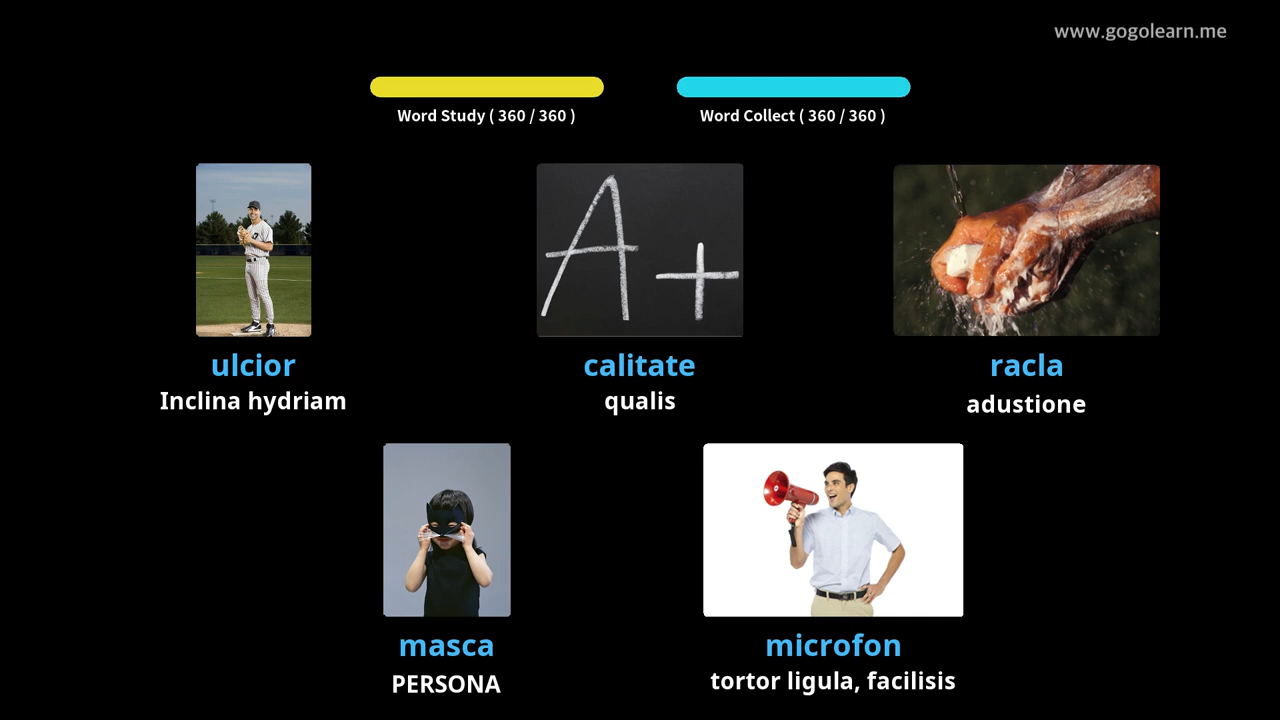 www.gogolearn.me
Word Study ( 360 / 360 )
Word Collect ( 360 / 360 )
A+
ulcior
Inclina hydriam
calitate
qualis
racla
adustione
masca
PERSONA
microfon
tortor ligula, facilisis